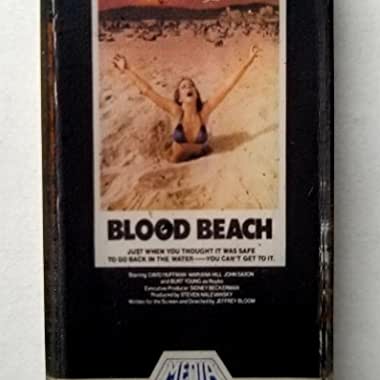 BLOOD BEACH
JUST WHEN YOU THOUGHT IT WAS SAFE
TO GO BACK IN THE WATER——YOU CAN'T GET TO IT.
Starring DAVID HUFFMAN MARIANA HILL JOHN SAXON
and BURT YOUNG as Royko
Executive Producer SIDNEY BECKERMAN
Produced by STEVEN NALEVANSKY
Written for the Screen and Directed by JEFFREY BLOOM
MEDIA